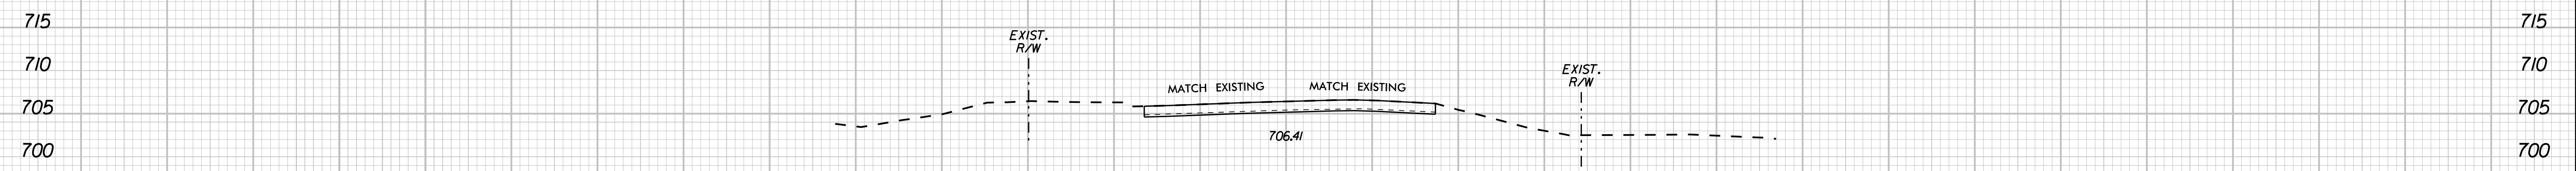 715
715
EXIST.
R/W
710
EXIST.
R/W
710
MATCH EXISTING
MATCH EXISTING
705
705
706.41
700
700